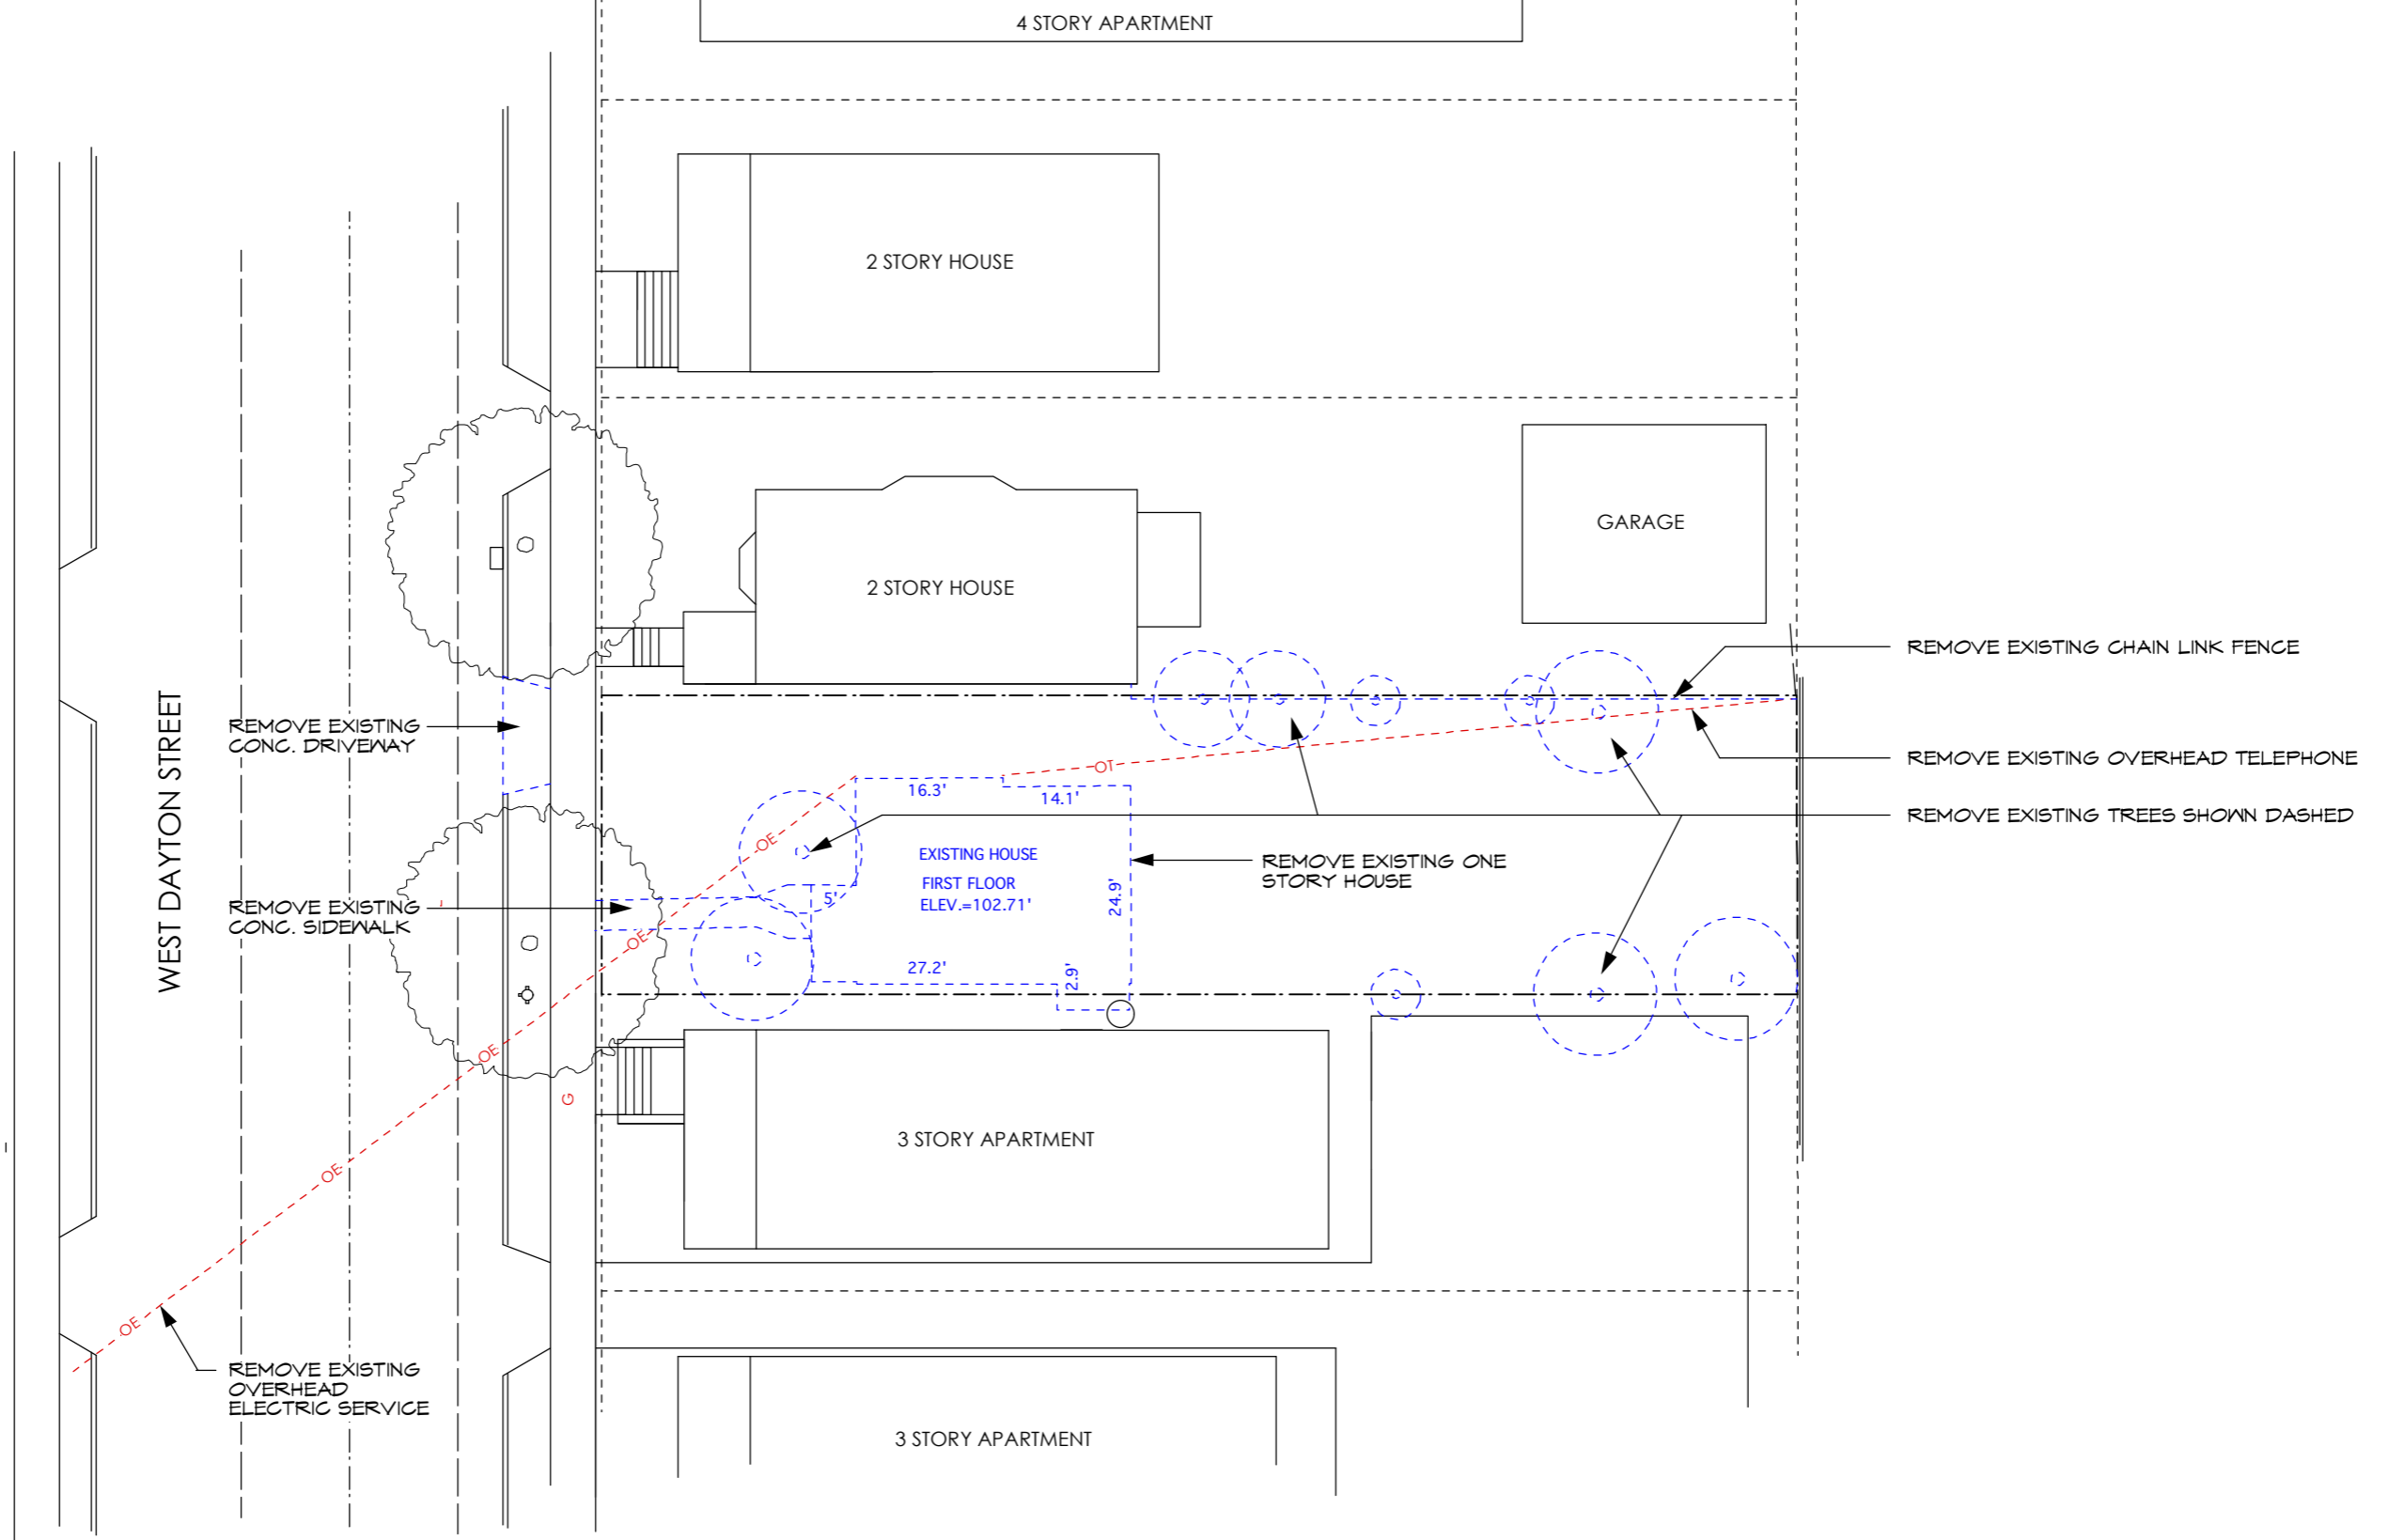 4 STORY APARTMENT
2 STORY HOUSE
2 STORY HOUSE
GARAGE
REMOVE EXISTING CHAIN LINK FENCE
WEST DAYTON STREET
REMOVE EXISTING
CONC. DRIVEWAY
REMOVE EXISTING OVERHEAD TELEPHONE
OT
16.3'
14.1'
REMOVE EXISTING TREES SHOWN DASHED
OE
EXISTING HOUSE
FIRST FLOOR
ELEV.=102.71'
REMOVE EXISTING ONE
STORY HOUSE
5'
24.9'
REMOVE EXISTING
CONC. SIDEWALK
OE
27.2'
2.9'
OE
G
3 STORY APARTMENT
OE
OE
REMOVE EXISTING
OVERHEAD
ELECTRIC SERVICE
3 STORY APARTMENT